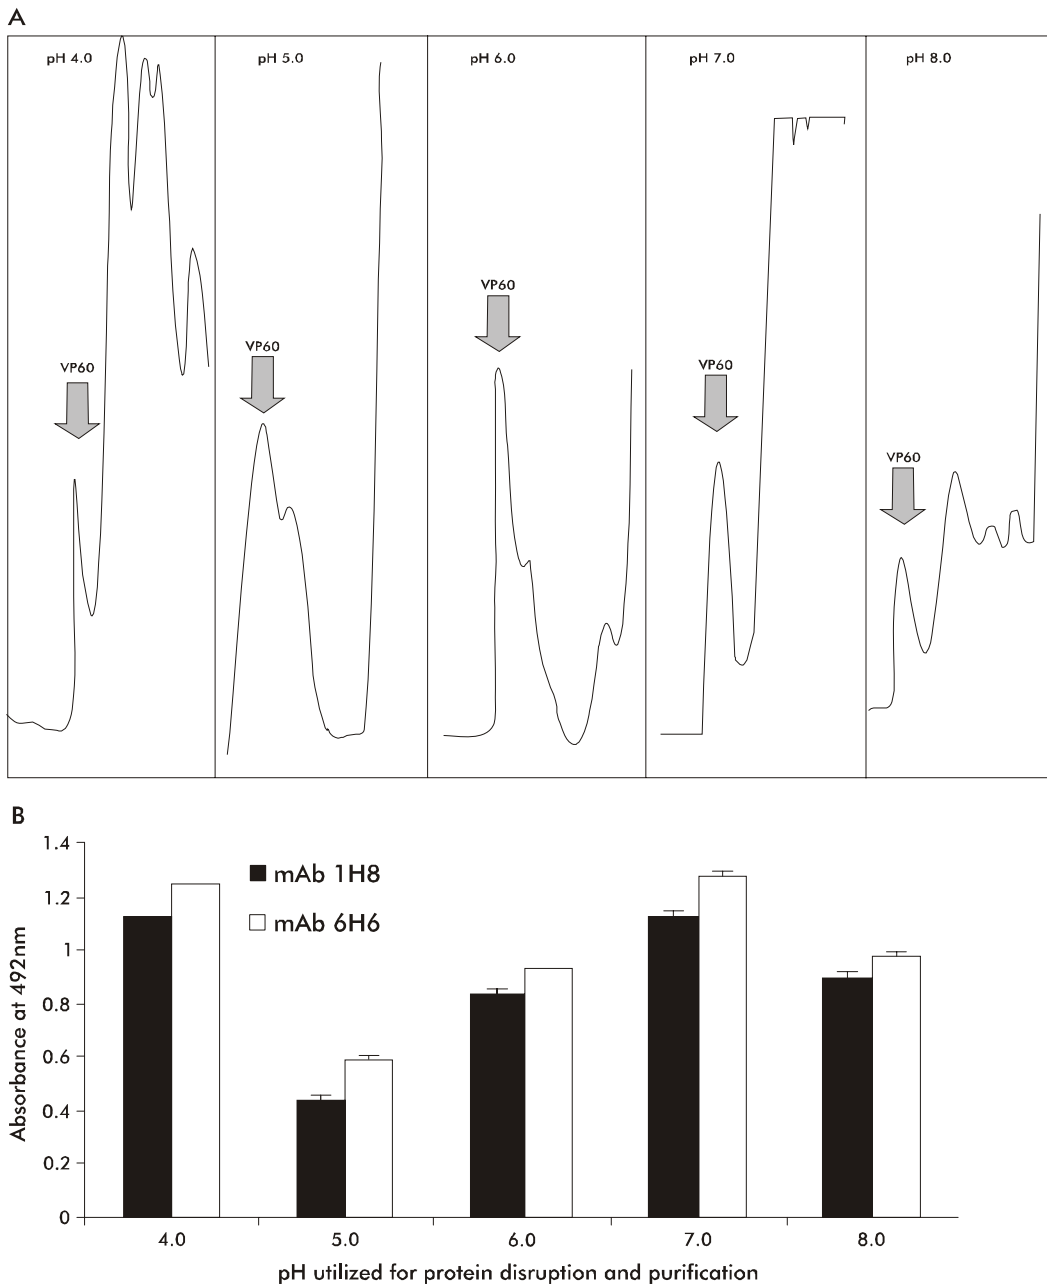 A
pH 4.0
pH 5.0
pH 6.0
pH 7.0
pH 8.0
VP60
VP60
VP60
VP60
VP60
B
1.4
1.2
1
0.8
0.6
0.4
0.2
0
Absorbance at 492nm
mAb 1H8
mAb 6H6
4.0
5.0
6.0
7.0
8.0
pH utilized for protein disruption and purification